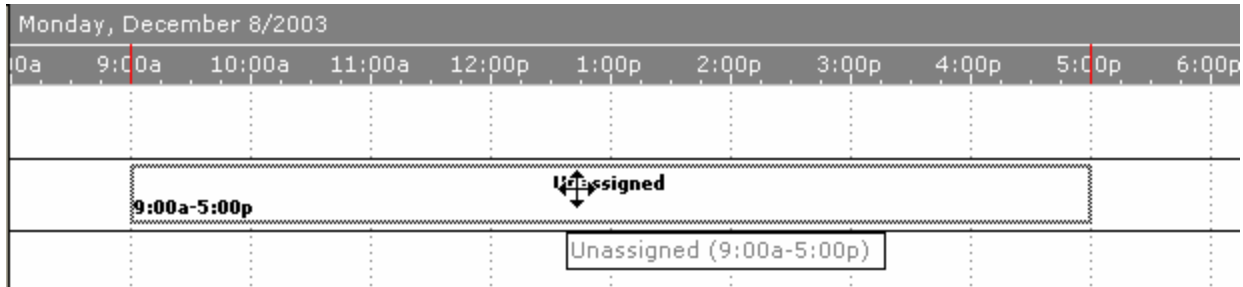 Monday, December 8/2003
0a 9:00a 10:00a 11:00a 12:00p 1:00p 2:00p 3:00p 4:00p 5:00p 6:00p
Unassigned
9:00a-5:00p
Unassigned (9:00a-5:00p)